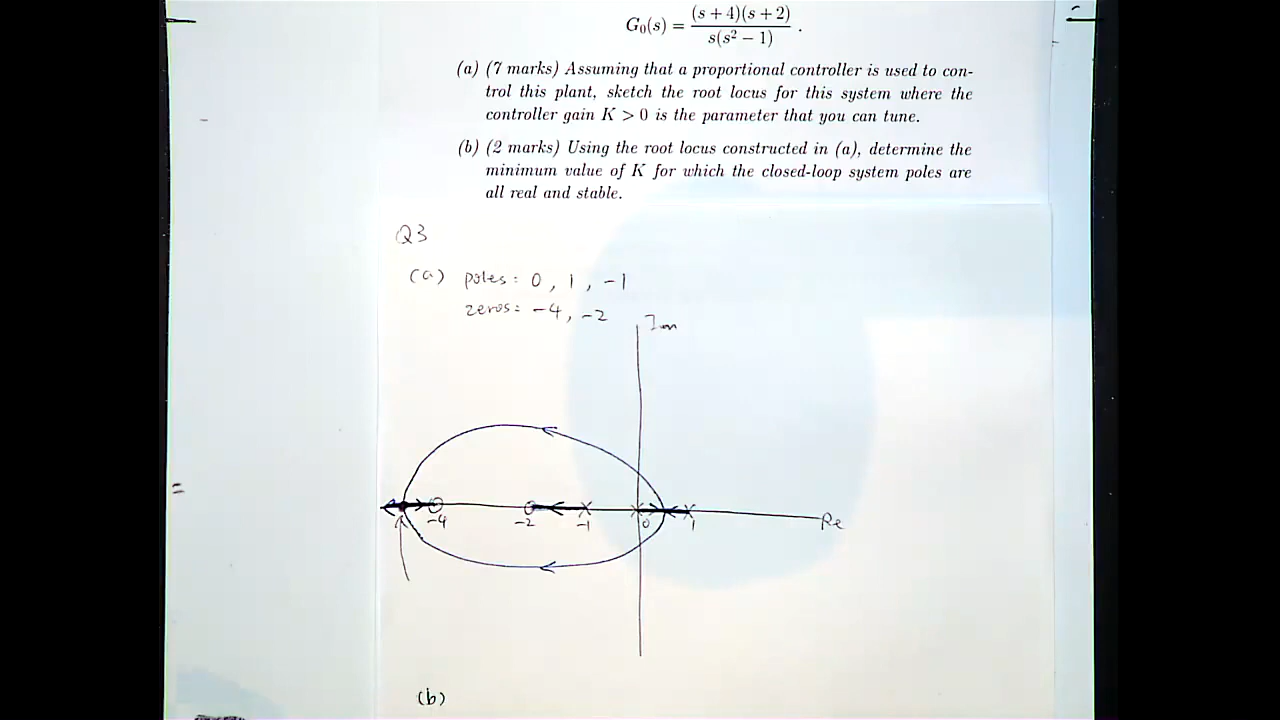 G₀(s) = (s + 4)(s + 2) / s(s² − 1) .
(a) (7 marks) Assuming that a proportional controller is used to con-
trol this plant, sketch the root locus for this system where the
controller gain K > 0 is the parameter that you can tune.
(b) (2 marks) Using the root locus constructed in (a), determine the
minimum value of K for which the closed-loop system poles are
all real and stable.
Q3
(a) poles: 0, 1, -1
zeros: -4, -2
Im
-4 -2 -1 0 1 Re
(b)